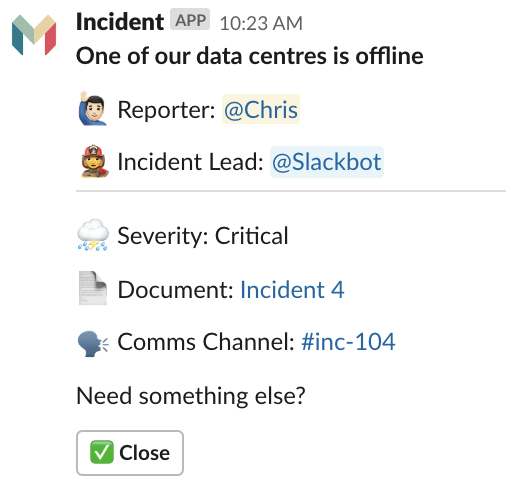 Incident APP 10:23 AM
One of our data centres is offline
Reporter: @Chris
Incident Lead: @Slackbot
Severity: Critical
Document: Incident 4
Comms Channel: #inc-104
Need something else?
Close